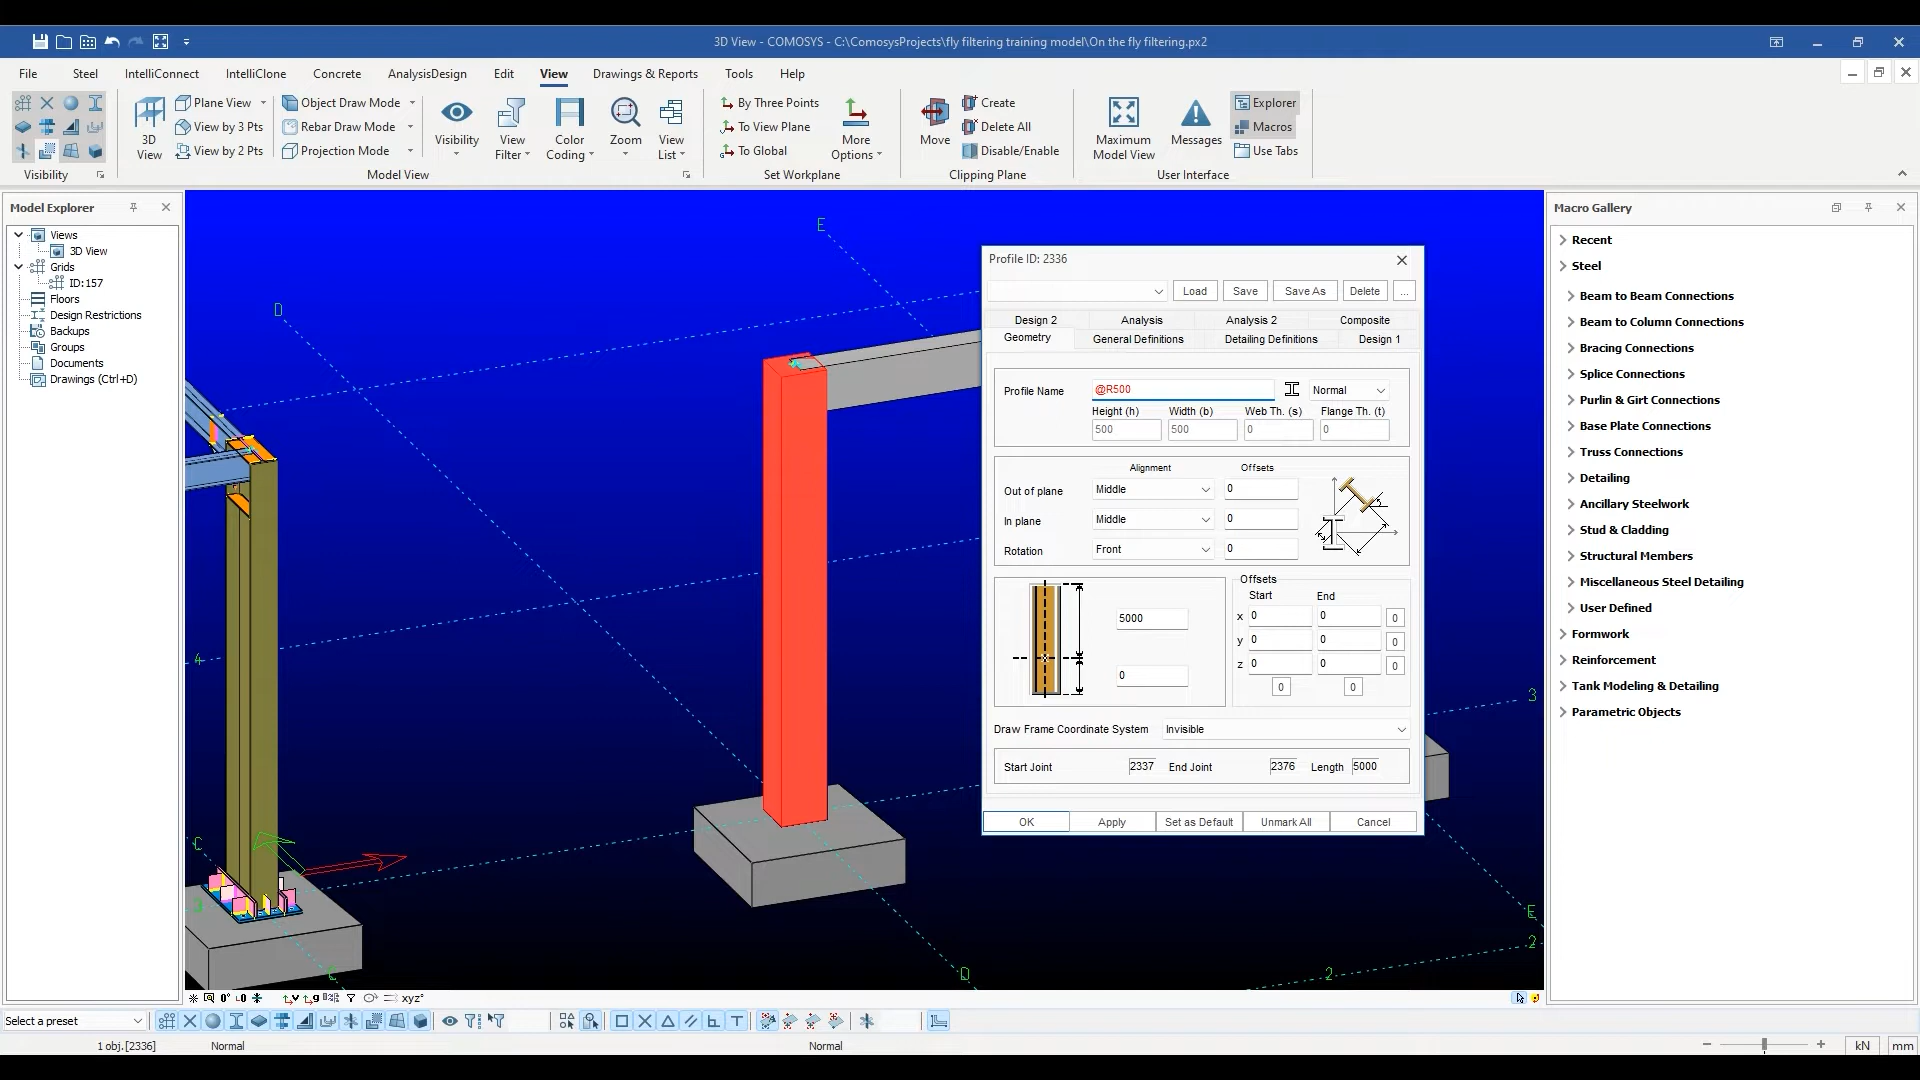 3D View - COMOSYS - C:\ComosysProjects\fly filtering training model\On the fly filtering.px2
File Steel IntelliConnect IntelliClone Concrete AnalysisDesign Edit View Drawings & Reports Tools Help
Plane View Object Draw Mode By Three Points Create Explorer
View by 3 Pts Rebar Draw Mode To View Plane Delete All Macros
View by 2 Pts Projection Mode To Global Disable/Enable Use Tabs
3D View
Visibility
View Filter
Color Coding
Zoom
View List
More Options
Move
Maximum Model View
Messages
Visibility Model View Set Workplane Clipping Plane User Interface
Model Explorer
Views
3D View
Grids
ID:157
Floors
Design Restrictions
Backups
Groups
Documents
Drawings (Ctrl+D)
E
D
4
C
3
C
D
2
3
E
2
Profile ID: 2336
Load Save Save As Delete ...
Design 2 Analysis Analysis 2 Composite
Geometry General Definitions Detailing Definitions Design 1
Profile Name @R500 Normal
Height (h) Width (b) Web Th. (s) Flange Th. (t)
500 500 0 0
Alignment Offsets
Out of plane Middle 0
In plane Middle 0
Rotation Front 0
5000
0
Offsets
Start End
x 0 0 0
y 0 0 0
z 0 0 0
0 0
Draw Frame Coordinate System Invisible
Start Joint 2337 End Joint 2376 Length 5000
OK Apply Set as Default Unmark All Cancel
Macro Gallery
Recent
Steel
Beam to Beam Connections
Beam to Column Connections
Bracing Connections
Splice Connections
Purlin & Girt Connections
Base Plate Connections
Truss Connections
Detailing
Ancillary Steelwork
Stud & Cladding
Structural Members
Miscellaneous Steel Detailing
User Defined
Formwork
Reinforcement
Tank Modeling & Detailing
Parametric Objects
xyz°
Select a preset
1 obj.[2336] Normal Normal kN mm